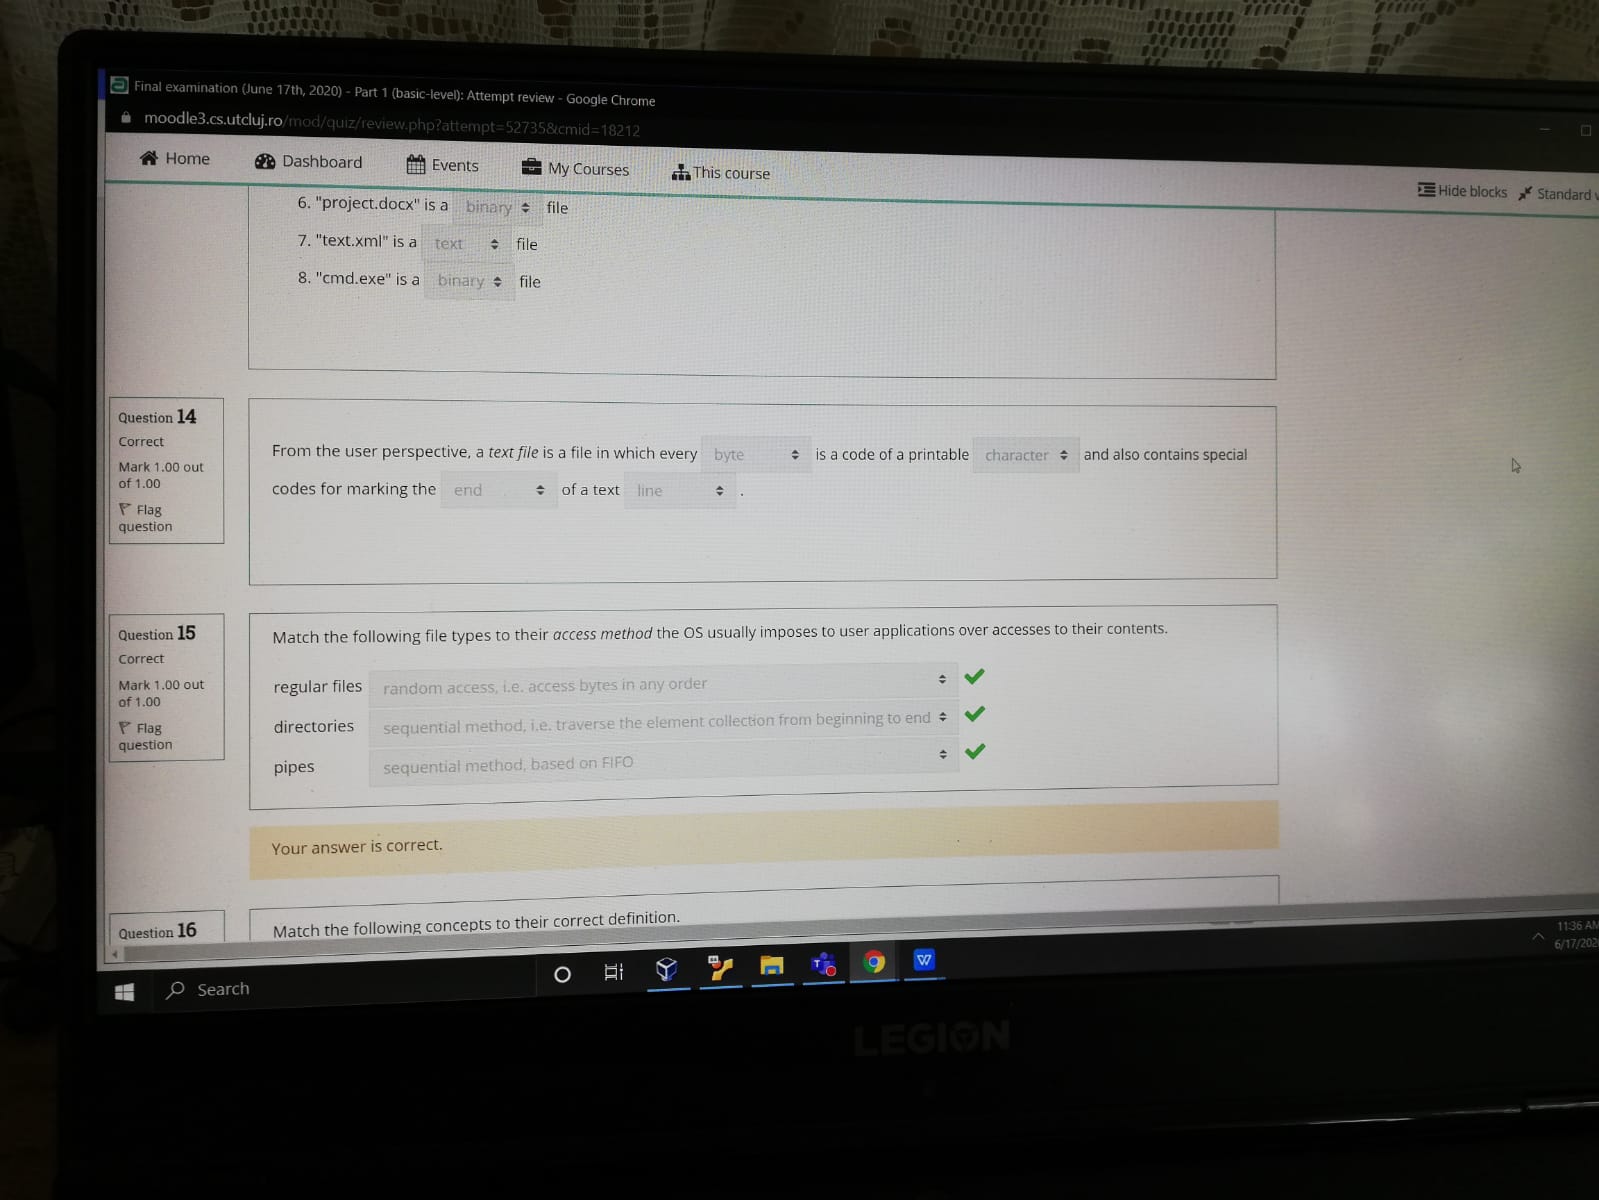 Final examination (June 17th, 2020) - Part 1 (basic-level): Attempt review - Google Chrome
moodle3.cs.utcluj.ro/mod/quiz/review.php?attempt=52735&cmid=18212
Home Dashboard Events My Courses This course
Hide blocks Standard
6. "project.docx" is a binary file
7. "text.xml" is a text file
8. "cmd.exe" is a binary file
Question 14
Correct
Mark 1.00 out
of 1.00
Flag
question
From the user perspective, a text file is a file in which every byte is a code of a printable character and also contains special
codes for marking the end of a text line .
Question 15
Correct
Mark 1.00 out
of 1.00
Flag
question
Match the following file types to their access method the OS usually imposes to user applications over accesses to their contents.
regular files random access, i.e. access bytes in any order
directories sequential method, i.e. traverse the element collection from beginning to end
pipes sequential method, based on FIFO
Your answer is correct.
Question 16
Match the following concepts to their correct definition.
Search
11:36 AM
6/17/202
LEGION